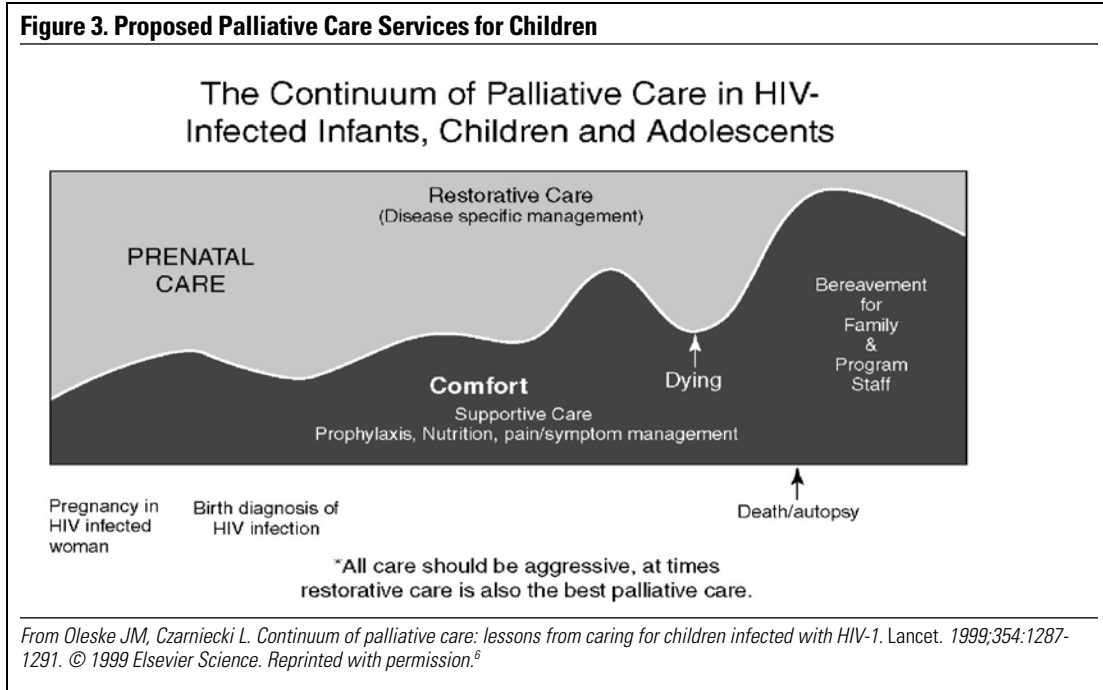 Figure 3. Proposed Palliative Care Services for Children
The Continuum of Palliative Care in HIV-
Infected Infants, Children and Adolescents
Restorative Care
(Disease specific management)
PRENATAL
CARE
Bereavement
for
Family
&
Program
Staff
Dying
Comfort
Supportive Care
Prophylaxis, Nutrition, pain/symptom management
Pregnancy in
HIV infected
woman
Birth diagnosis of
HIV infection
Death/autopsy
*All care should be aggressive, at times
restorative care is also the best palliative care.
From Oleske JM, Czarniecki L. Continuum of palliative care: lessons from caring for children infected with HIV-1. Lancet. 1999;354:1287-
1291. © 1999 Elsevier Science. Reprinted with permission.6